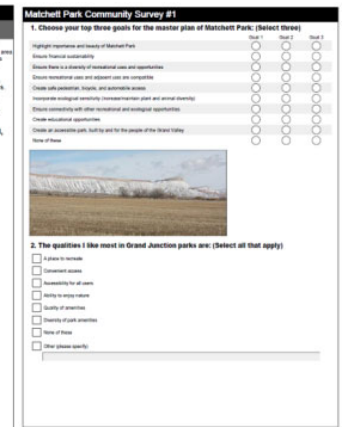 Matchett Park Community Survey #1
1. Choose your top three goals for the master plan of Matchett Park: (Select three)
Goal 1 Goal 2 Goal 3
Highlight importance and beauty of Matchett Park
Ensure financial sustainability
Ensure there is a diversity of recreational uses and opportunities
Ensure recreational uses and adjacent uses are compatible
Create safe pedestrian, bicycle, and automobile access
Incorporate ecological sensitivity (increase/maintain plant and animal diversity)
Ensure connectivity with other recreational and ecological opportunities
Create educational opportunities
Create an accessible park, built by and for the people of the Grand Valley
None of these
2. The qualities I like most in Grand Junction parks are: (Select all that apply)
A place to recreate
Convenient access
Accessibility for all users
Ability to enjoy nature
Quality of amenities
Diversity of park amenities
None of these
Other (please specify)